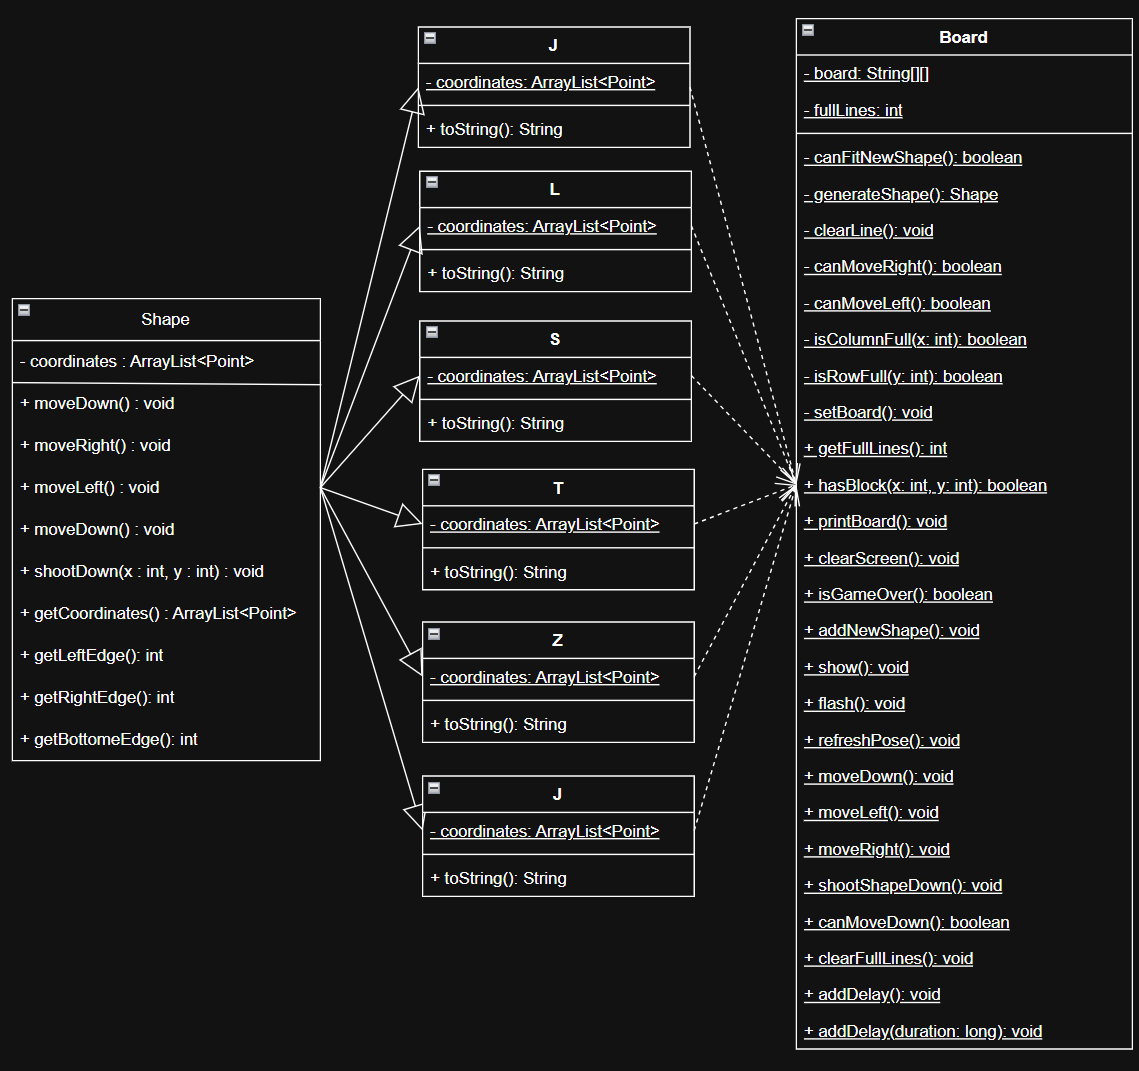 Shape
- coordinates : ArrayList<Point>
+ moveDown() : void
+ moveRight() : void
+ moveLeft() : void
+ moveDown() : void
+ shootDown(x : int, y : int) : void
+ getCoordinates() : ArrayList<Point>
+ getLeftEdge(): int
+ getRightEdge(): int
+ getBottomeEdge(): int
J
- coordinates: ArrayList<Point>
+ toString(): String
L
- coordinates: ArrayList<Point>
+ toString(): String
S
- coordinates: ArrayList<Point>
+ toString(): String
T
- coordinates: ArrayList<Point>
+ toString(): String
Z
- coordinates: ArrayList<Point>
+ toString(): String
J
- coordinates: ArrayList<Point>
+ toString(): String
Board
- board: String[][]
- fullLines: int
- canFitNewShape(): boolean
- generateShape(): Shape
- clearLine(): void
- canMoveRight(): boolean
- canMoveLeft(): boolean
- isColumnFull(x: int): boolean
- isRowFull(y: int): boolean
- setBoard(): void
+ getFullLines(): int
+ hasBlock(x: int, y: int): boolean
+ printBoard(): void
+ clearScreen(): void
+ isGameOver(): boolean
+ addNewShape(): void
+ show(): void
+ flash(): void
+ refreshPose(): void
+ moveDown(): void
+ moveLeft(): void
+ moveRight(): void
+ shootShapeDown(): void
+ canMoveDown(): boolean
+ clearFullLines(): void
+ addDelay(): void
+ addDelay(duration: long): void